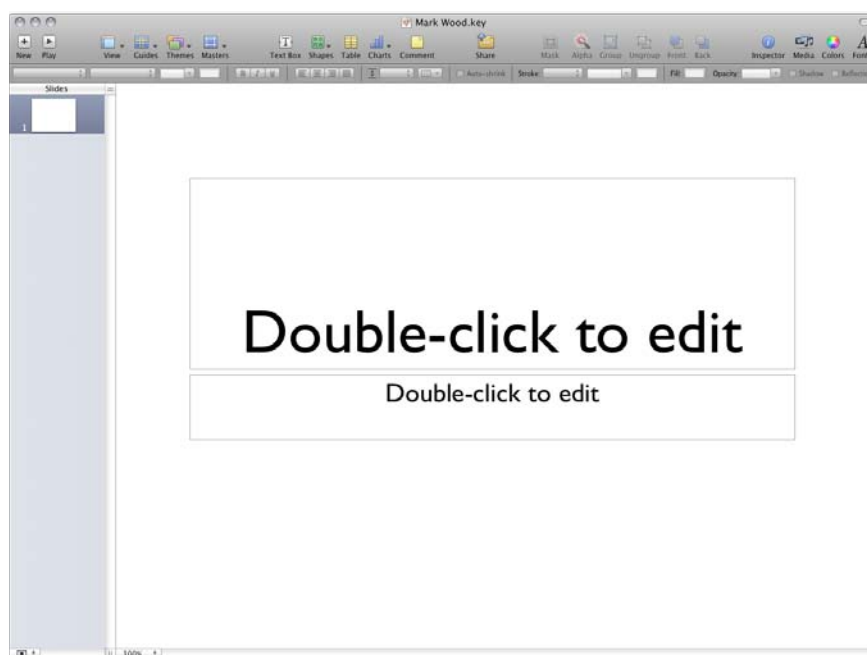 Mark Wood.key
New Play View Guides Themes Masters Text Box Shapes Table Charts Comment Share Mask Alpha Group Ungroup Front Back Inspector Media Colors
B I U T Auto-shrink Stroke: Fill: Opacity: Shadow
Slides
1
Double-click to edit
Double-click to edit
100%